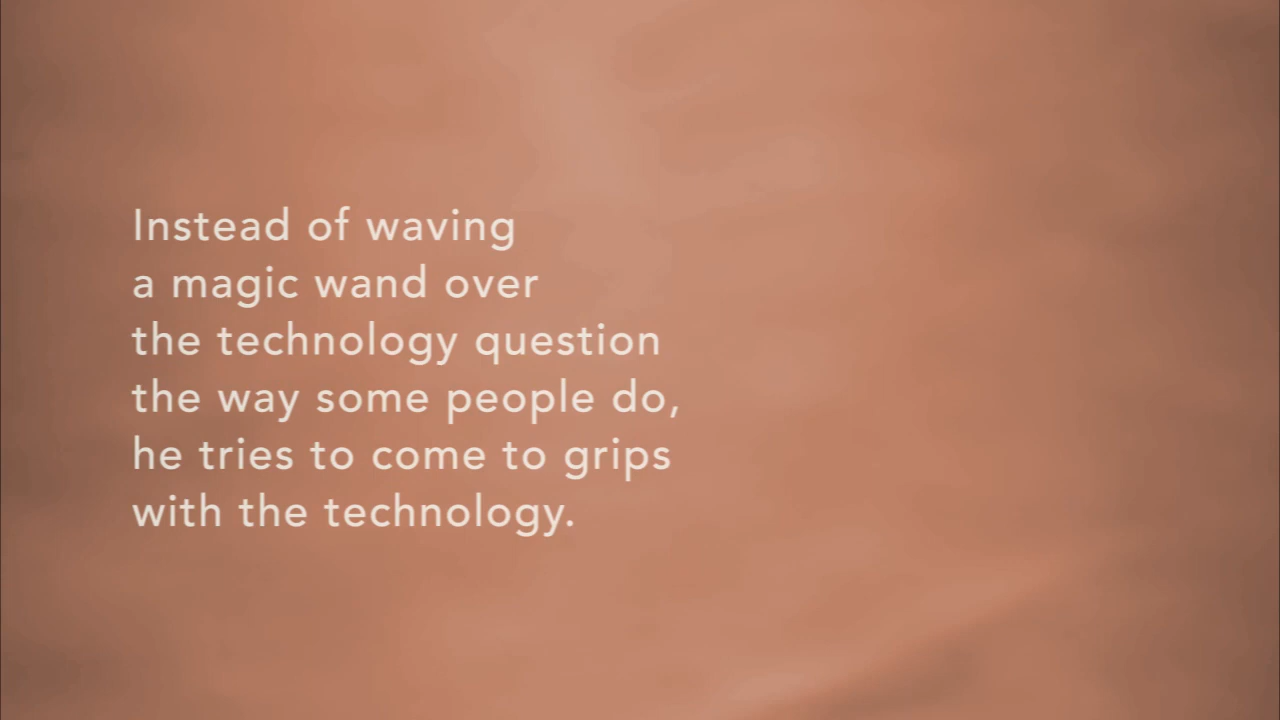 Instead of waving
a magic wand over
the technology question
the way some people do,
he tries to come to grips
with the technology.